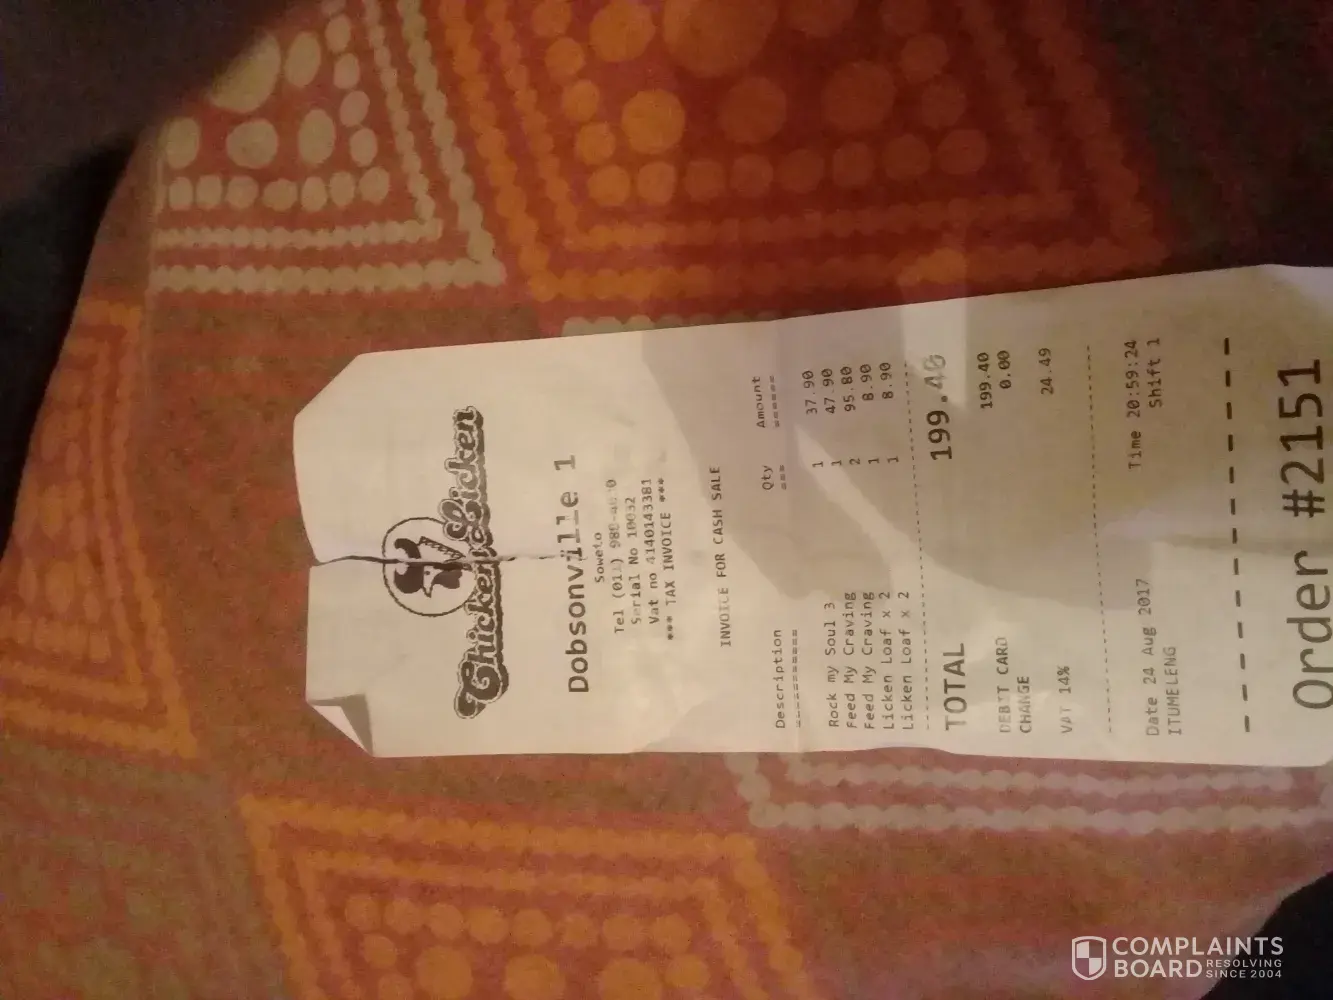 Chicken Licken
Dobsonville 1
Soweto
Tel (011) 980-
Serial No 10032
Vat no 4140143381
*** TAX INVOICE ***
INVOICE FOR CASH SALE
Description Qty Amount
=========== === ======
Rock my Soul 3 1 37.90
Feed My Craving 1 47.90
Feed My Craving 2 95.80
Licken Loaf x 2 1 8.90
Licken Loaf x 2 1 8.90
TOTAL 199.40
DEBIT CARD 199.40
CHANGE 0.00
VAT 14% 24.49
Date 24 Aug 2017 Time 20:59:24
ITUMELENG Shift 1
Order #2151
COMPLAINTS
BOARD RESOLVING
SINCE 2004